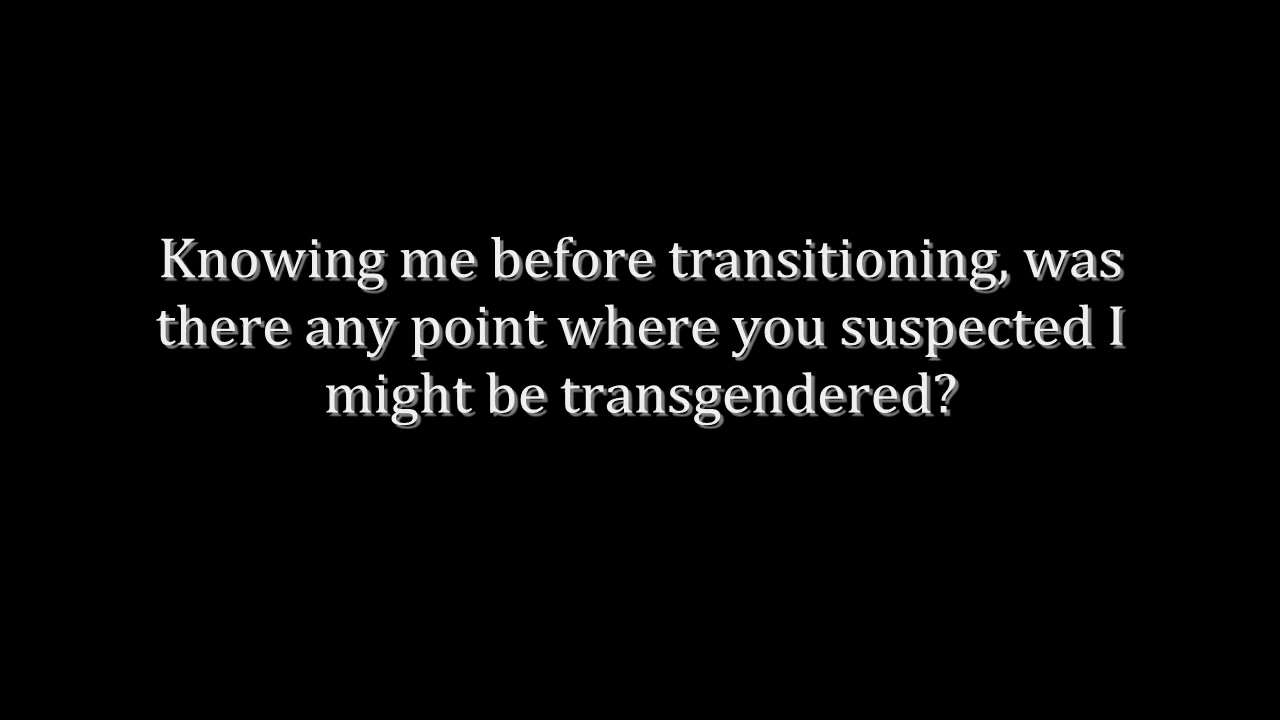 Knowing me before transitioning, was
there any point where you suspected I
might be transgendered?